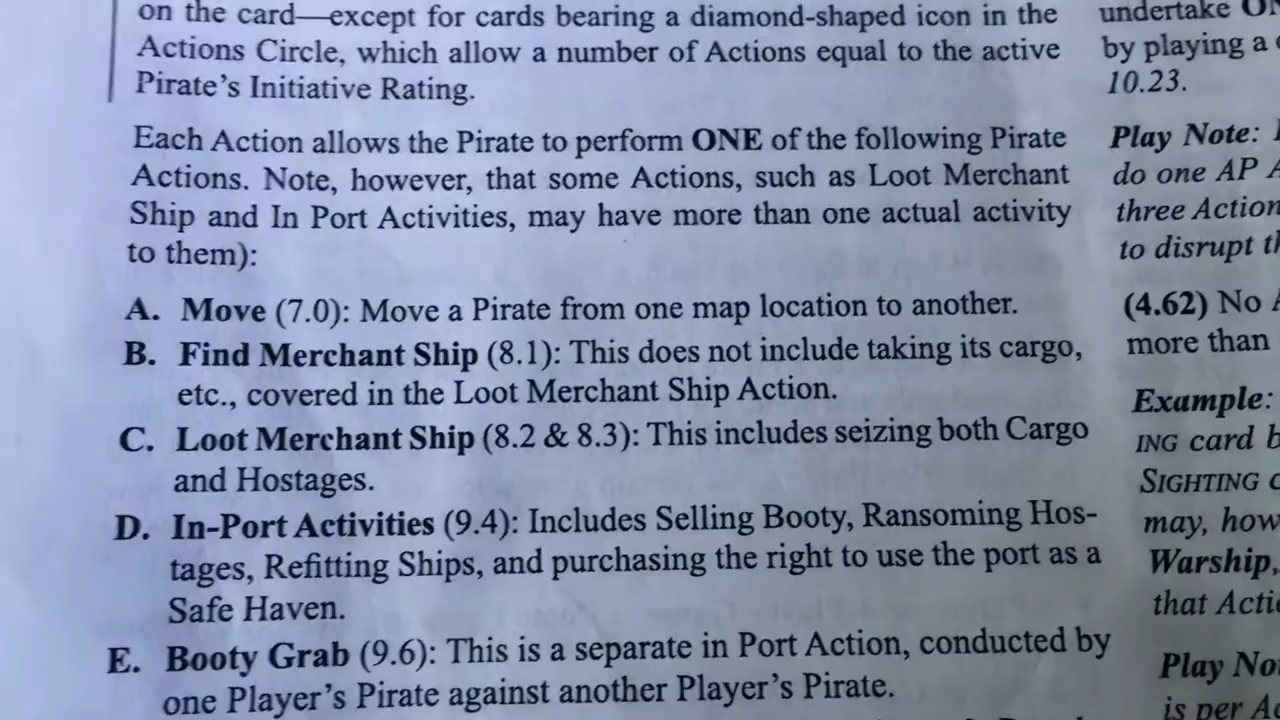 on the card—except for cards bearing a diamond-shaped icon in the
Actions Circle, which allow a number of Actions equal to the active
Pirate's Initiative Rating.
Each Action allows the Pirate to perform ONE of the following Pirate
Actions. Note, however, that some Actions, such as Loot Merchant
Ship and In Port Activities, may have more than one actual activity
to them):
A. Move (7.0): Move a Pirate from one map location to another.
B. Find Merchant Ship (8.1): This does not include taking its cargo,
etc., covered in the Loot Merchant Ship Action.
C. Loot Merchant Ship (8.2 & 8.3): This includes seizing both Cargo
and Hostages.
D. In-Port Activities (9.4): Includes Selling Booty, Ransoming Hos-
tages, Refitting Ships, and purchasing the right to use the port as a
Safe Haven.
E. Booty Grab (9.6): This is a separate in Port Action, conducted by
one Player's Pirate against another Player's Pirate.
undertake
by playing a
10.23.
Play Note:
do one AP
three Action
to disrupt
(4.62) No
more than
Example:
ING card
SIGHTING
may, how
Warship,
that
Play
is per